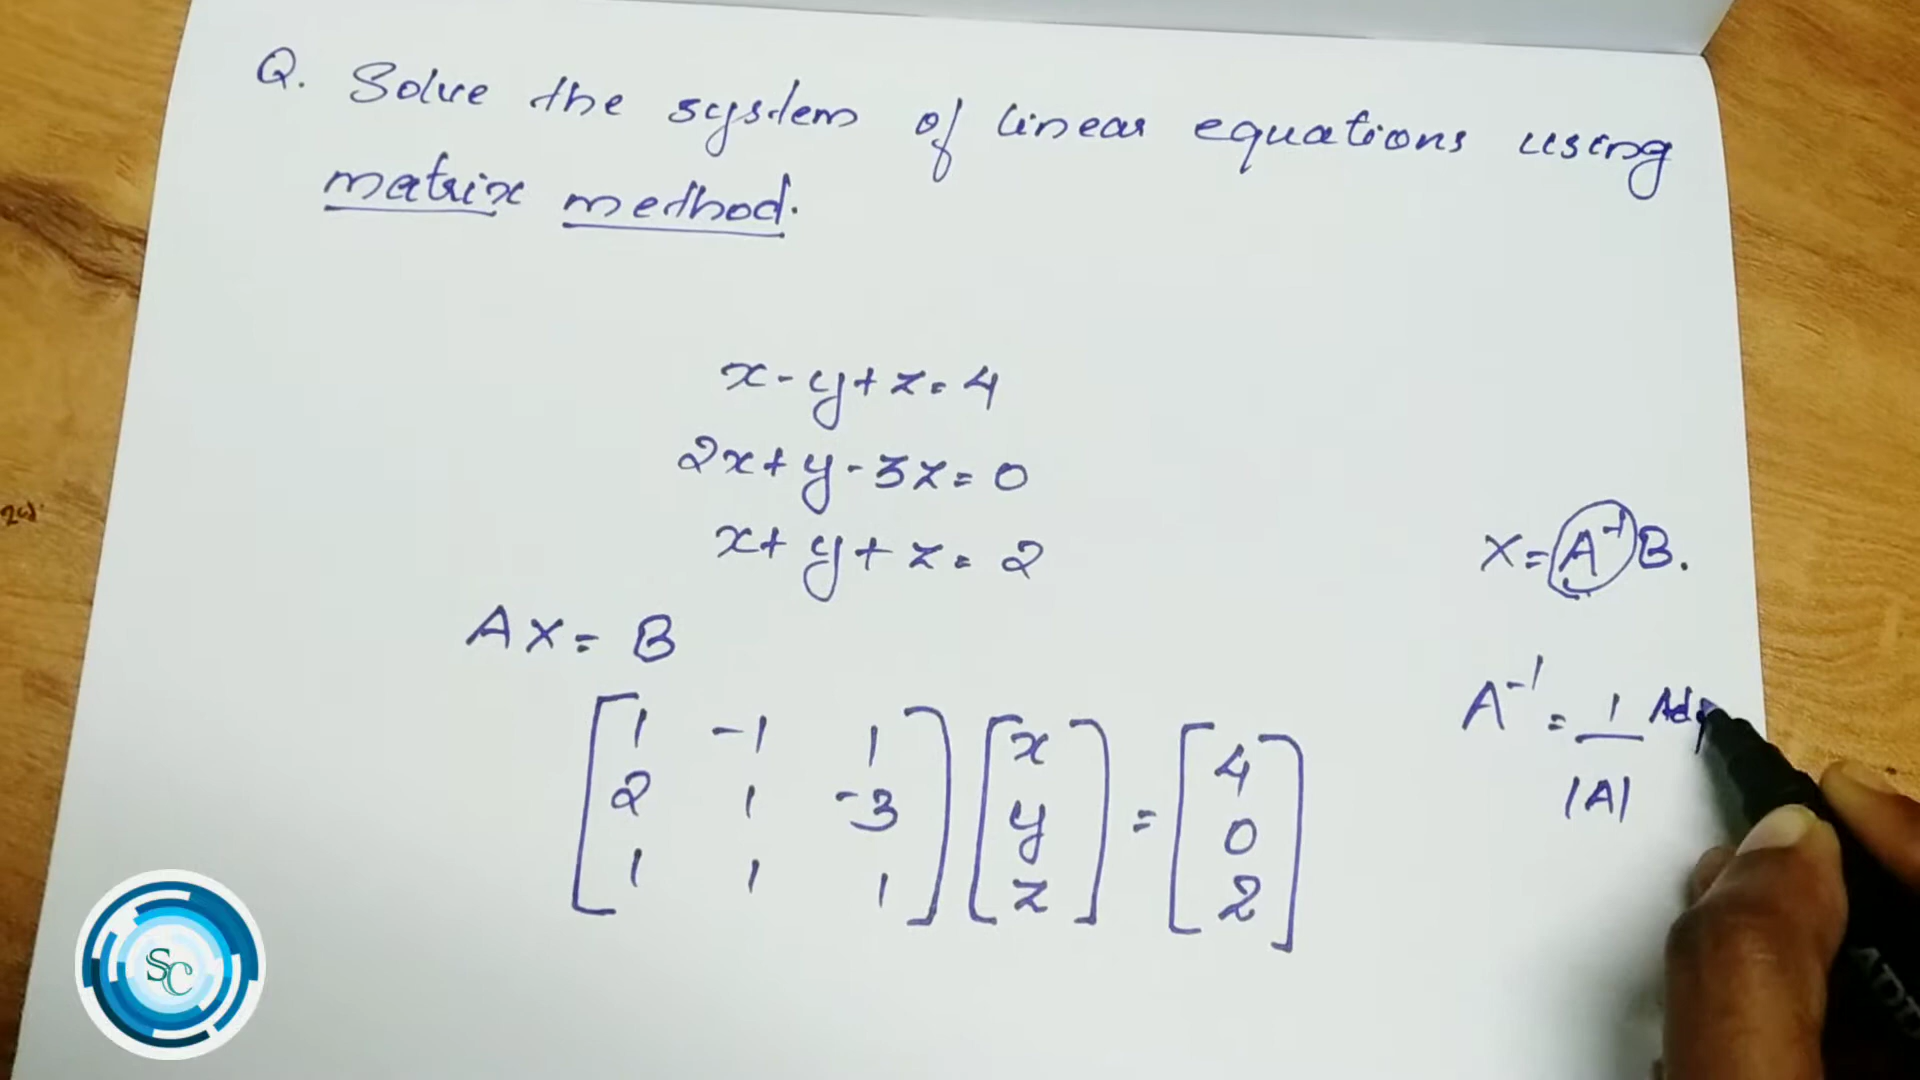 Q. Solve the system of linear equations using
matrix method.
x - y + z = 4
2x + y - 3z = 0
x + y + z = 2
X = A⁻¹B.
AX = B
A⁻¹ = 1/|A| Adj
[1 -1 1] [x] = [4]
[2 1 -3] [y] [0]
[1 1 1] [z] [2]
SC